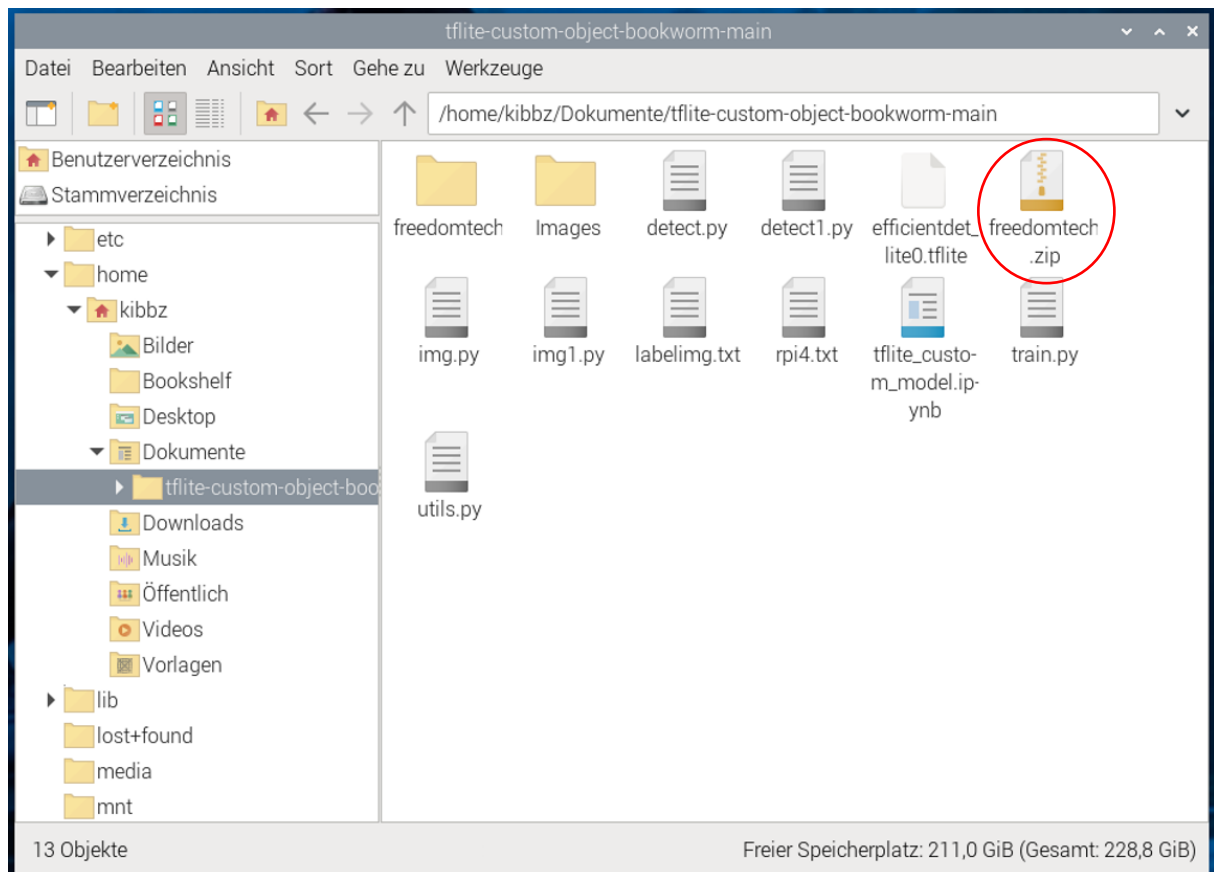 tflite-custom-object-bookworm-main
Datei Bearbeiten Ansicht Sort Gehe zu Werkzeuge
/home/kibbz/Dokumente/tflite-custom-object-bookworm-main
Benutzerverzeichnis
Stammverzeichnis
etc
home
kibbz
Bilder
Bookshelf
Desktop
Dokumente
tflite-custom-object-boo
Downloads
Musik
Öffentlich
Videos
Vorlagen
lib
lost+found
media
mnt
freedomtech
Images
detect.py
detect1.py
efficientdet_
lite0.tflite
freedomtech
.zip
img.py
img1.py
labelimg.txt
rpi4.txt
tflite_custo-
m_model.ip-
ynb
train.py
utils.py
13 Objekte
Freier Speicherplatz: 211,0 GiB (Gesamt: 228,8 GiB)